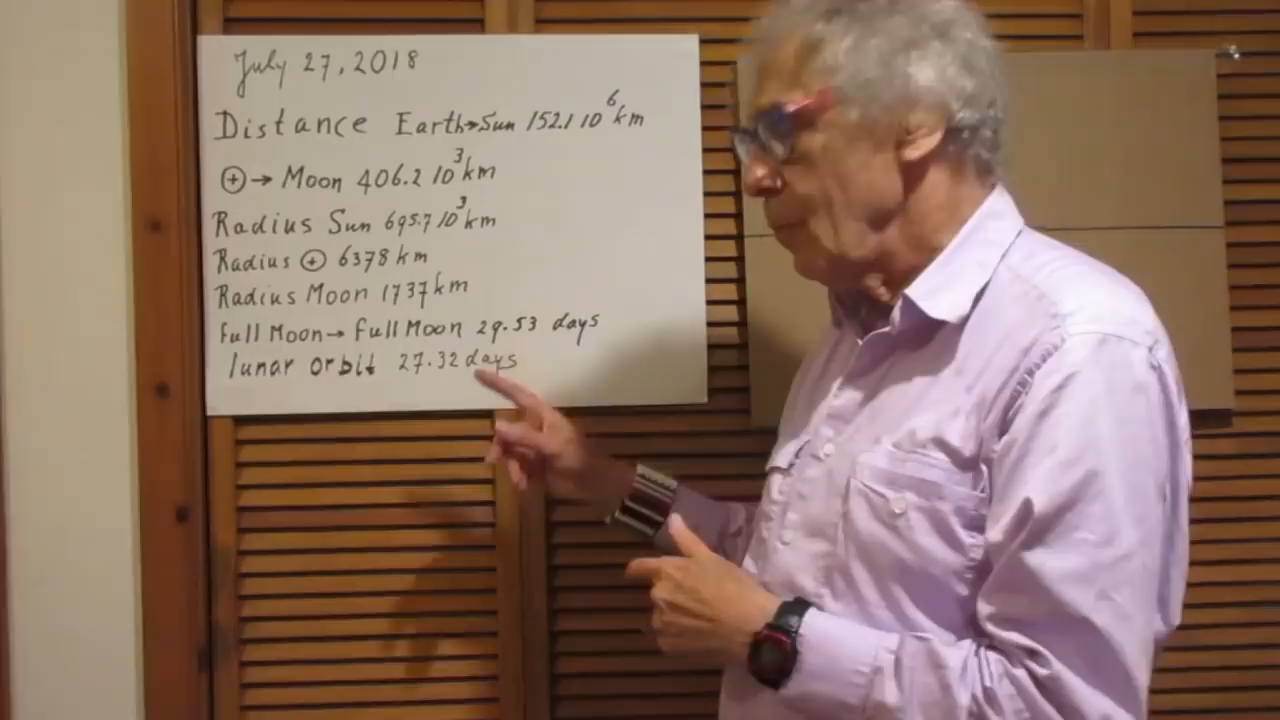 July 27, 2018
Distance Earth→Sun 152.1 10⁶ km
⊕→ Moon 406.2 10³ km
Radius Sun 695.7 10³ km
Radius ⊕ 6378 km
Radius Moon 1737 km
full Moon→ full Moon 29.53 days
lunar orbit 27.32 days